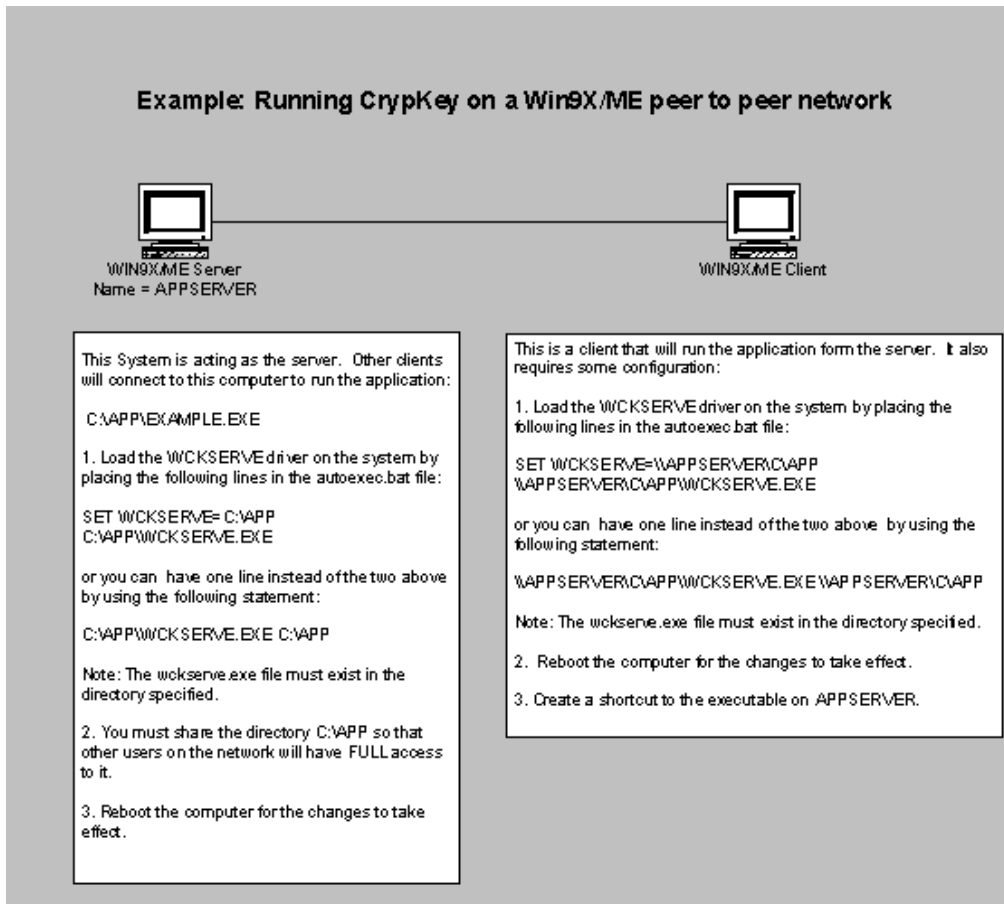 Example: Running CrypKey on a Win9X/ME peer to peer network
WIN9X/ME Server
Name = APPSERVER
WIN9X/ME Client
This System is acting as the server. Other clients
will connect to this computer to run the application:
C:\APP\EXAMPLE.EXE
1. Load the WCKSERVE driver on the system by
placing the following lines in the autoexec.bat file:
SET WCKSERVE= C:\APP
C:\APP\WCKSERVE.EXE
or you can have one line instead of the two above
by using the following statement:
C:\APP\WCKSERVE.EXE C:\APP
Note: The wckserve.exe file must exist in the
directory specified.
2. You must share the directory C:\APP so that
other users on the network will have FULL access
to it.
3. Reboot the computer for the changes to take
effect.
This is a client that will run the application form the server. It also
requires some configuration:
1. Load the WCKSERVE driver on the system by placing the
following lines in the autoexec.bat file:
SET WCKSERVE=\\APPSERVER\C\APP
\\APPSERVER\C\APP\WCKSERVE.EXE
or you can have one line instead of the two above by using the
following statement:
\\APPSERVER\C\APP\WCKSERVE.EXE \\APPSERVER\C\APP
Note: The wckserve.exe file must exist in the directory specified.
2. Reboot the computer for the changes to take effect.
3. Create a shortcut to the executable on APPSERVER.